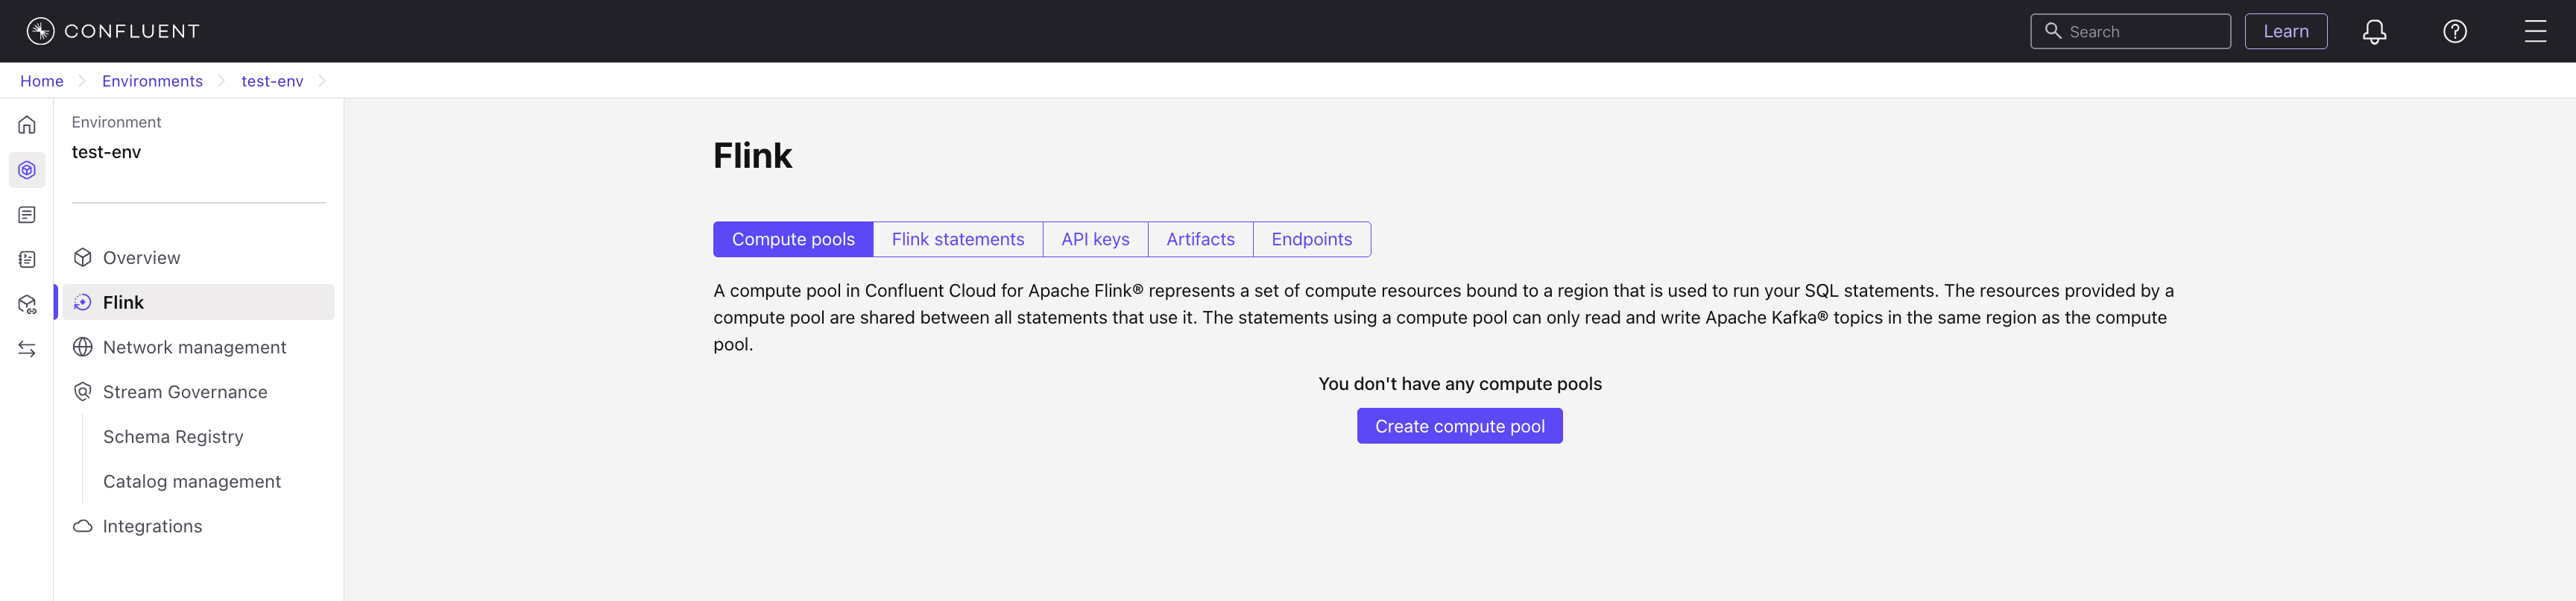 CONFLUENT
Search
Learn
Home
Environments
test-env
Environment
test-env
Overview
Flink
Network management
Stream Governance
Schema Registry
Catalog management
Integrations
Flink
Compute pools
Flink statements
API keys
Artifacts
Endpoints
A compute pool in Confluent Cloud for Apache Flink® represents a set of compute resources bound to a region that is used to run your SQL statements. The resources provided by a
compute pool are shared between all statements that use it. The statements using a compute pool can only read and write Apache Kafka® topics in the same region as the compute
pool.
You don't have any compute pools
Create compute pool